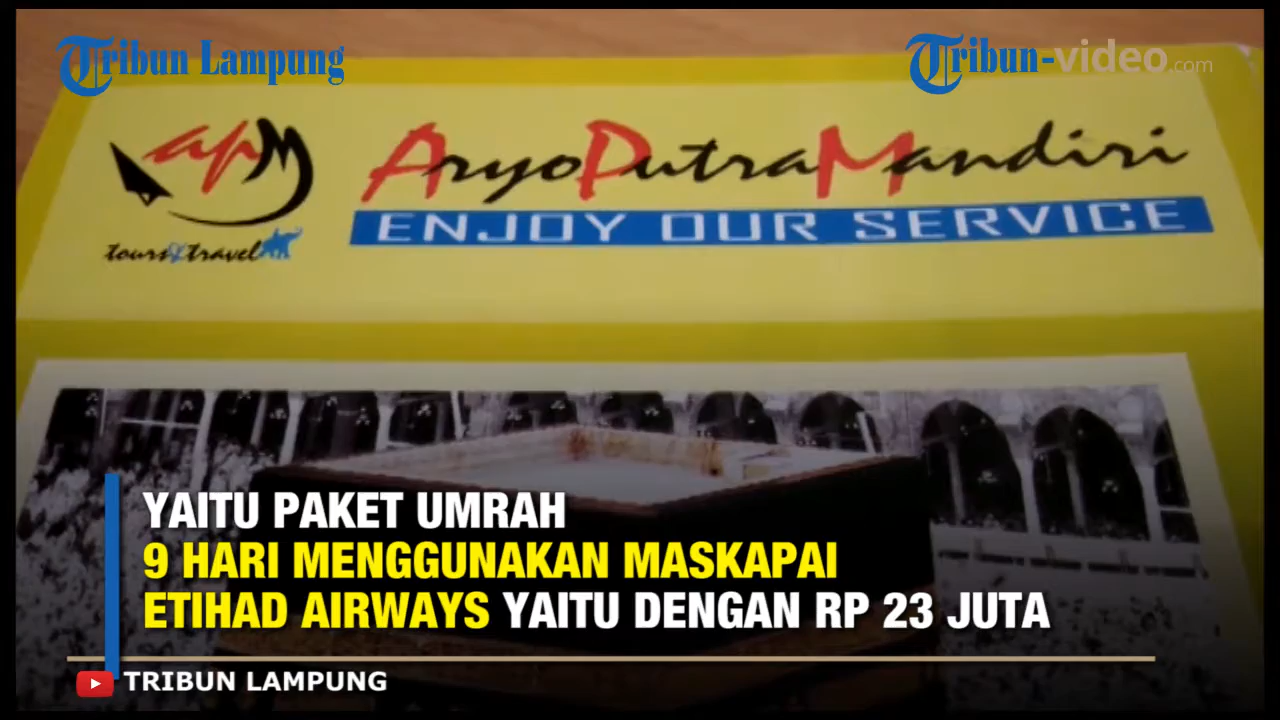 Tribun Lampung
Tribun-video.com
apM
tours&travel
AryoPutraMandiri
ENJOY OUR SERVICE
YAITU PAKET UMRAH
9 HARI MENGGUNAKAN MASKAPAI
ETIHAD AIRWAYS YAITU DENGAN RP 23 JUTA
TRIBUN LAMPUNG